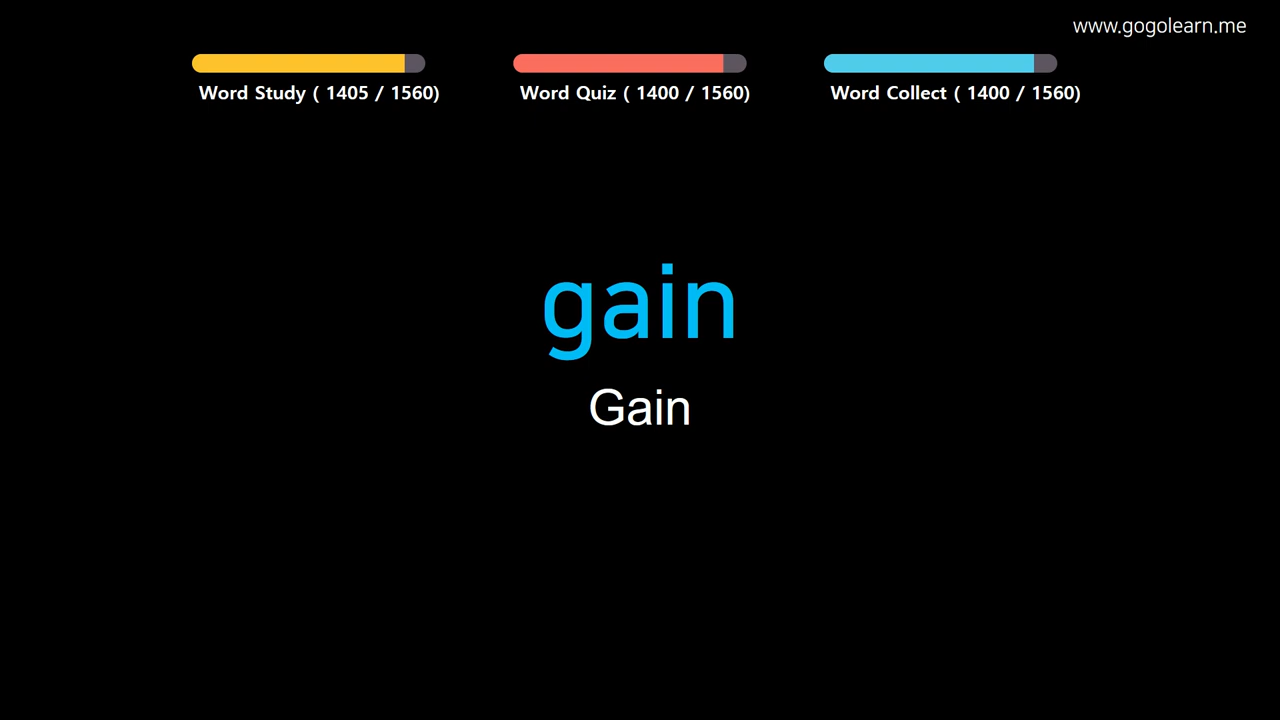 www.gogolearn.me
Word Study ( 1405 / 1560)
Word Quiz ( 1400 / 1560)
Word Collect ( 1400 / 1560)
gain
Gain